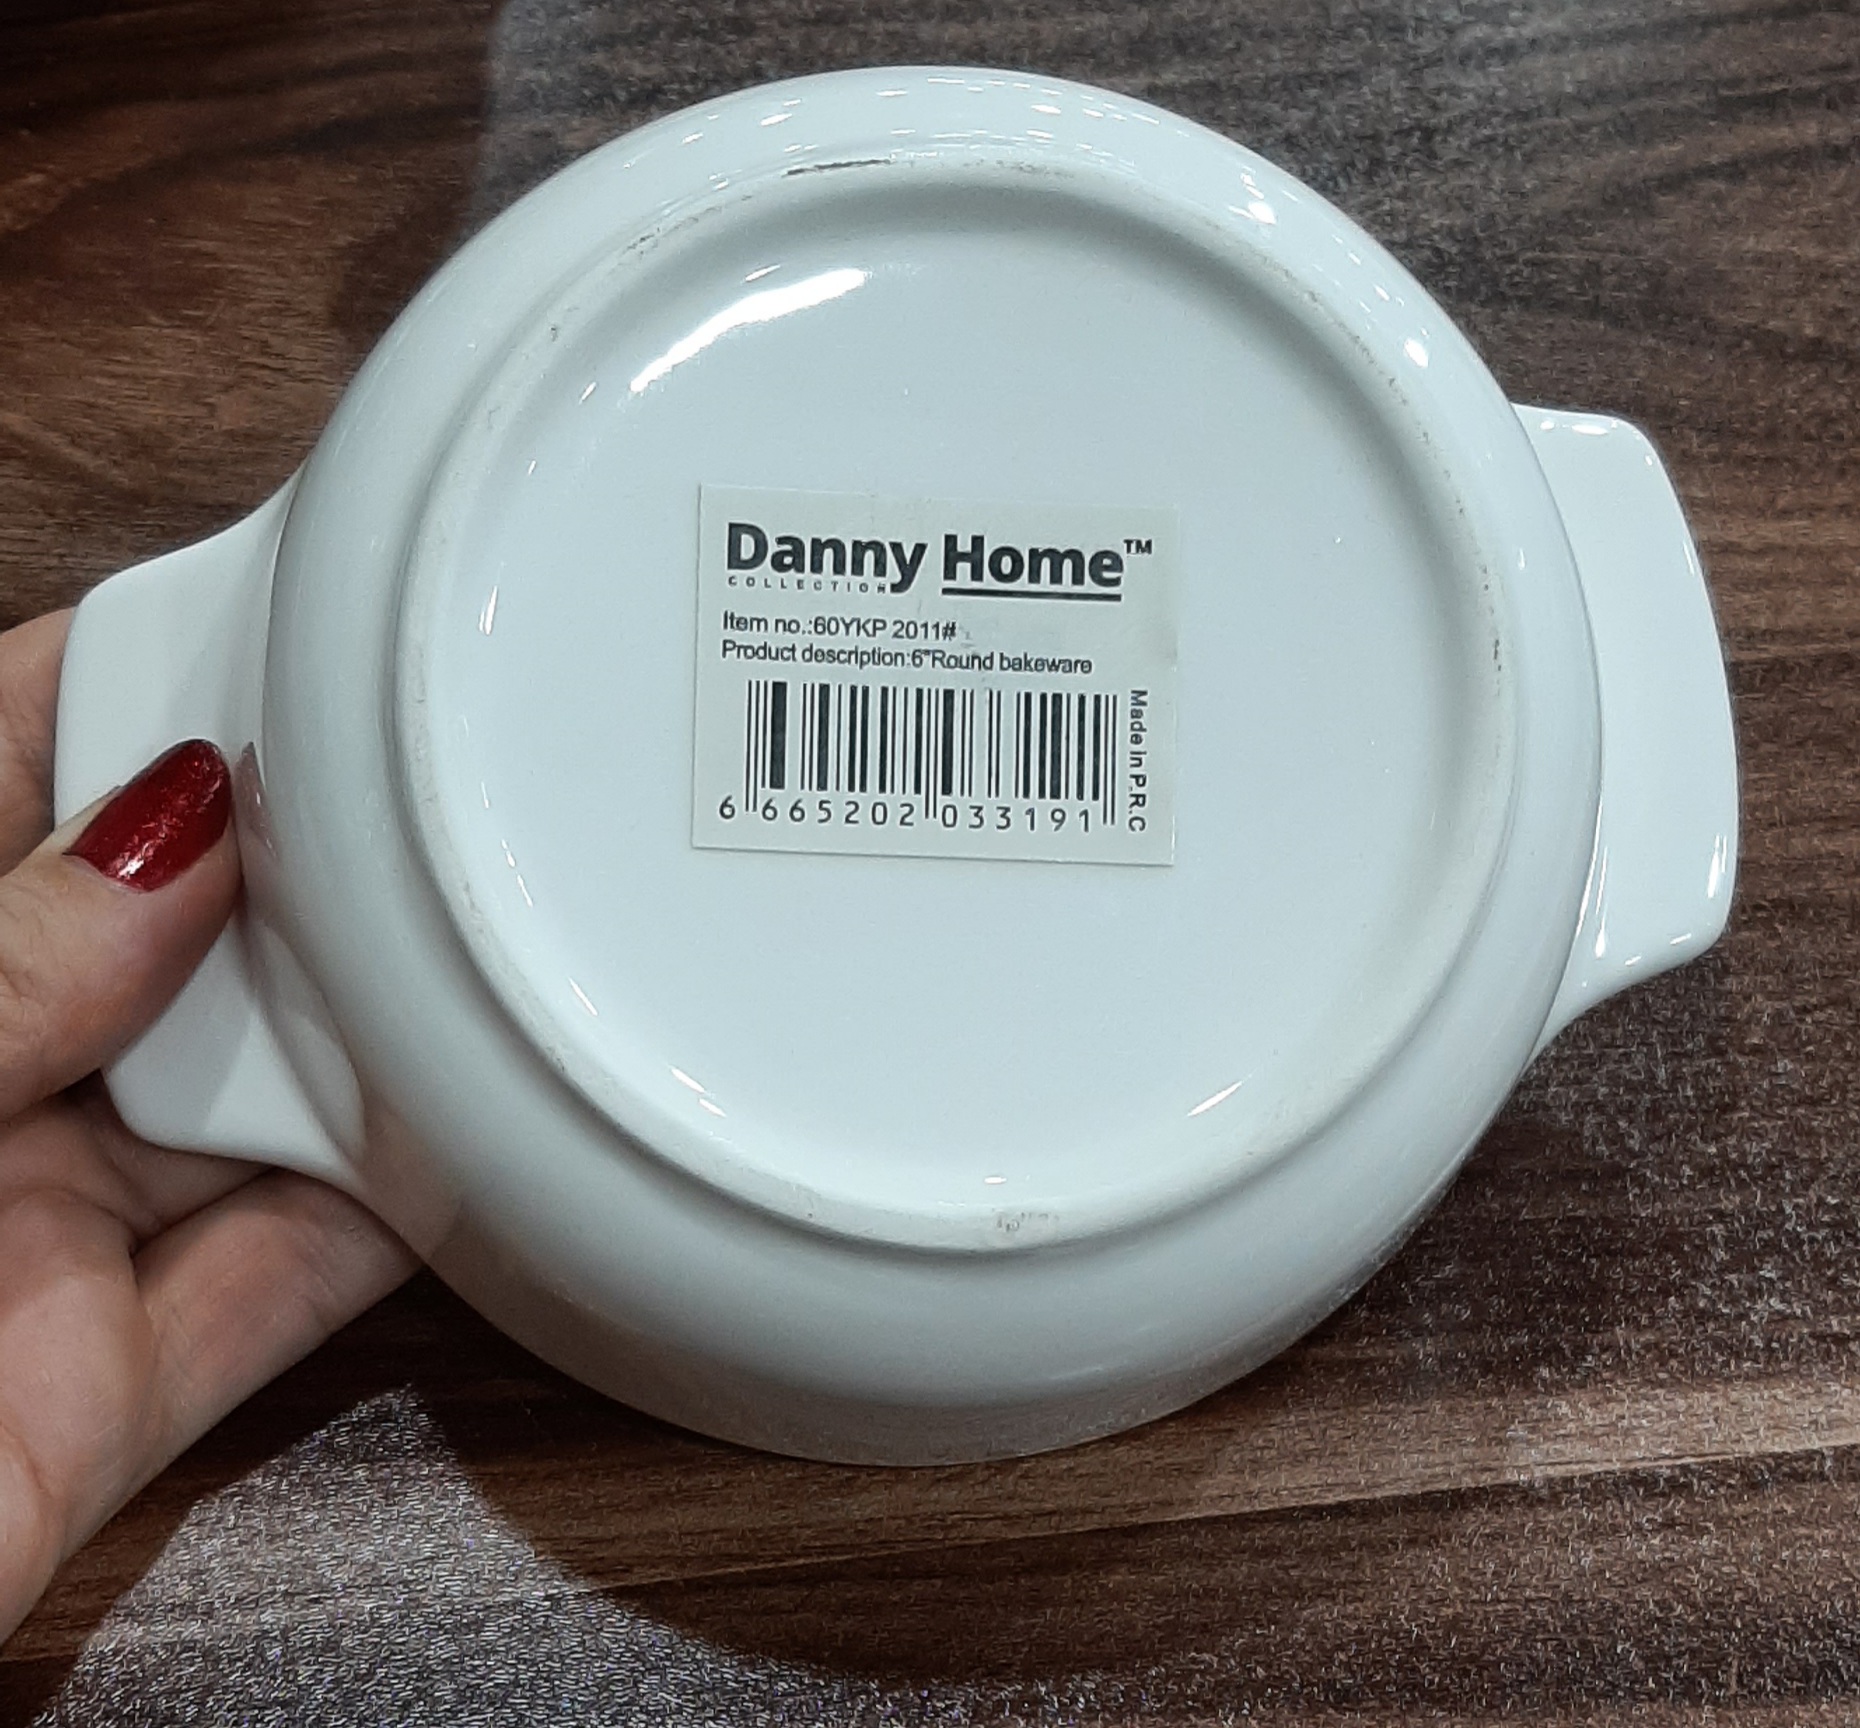 Danny Home™
COLLECTION
Item no.:60YKP 2011#
Product description:6"Round bakeware
Made in P.R.C
6 665202 033191